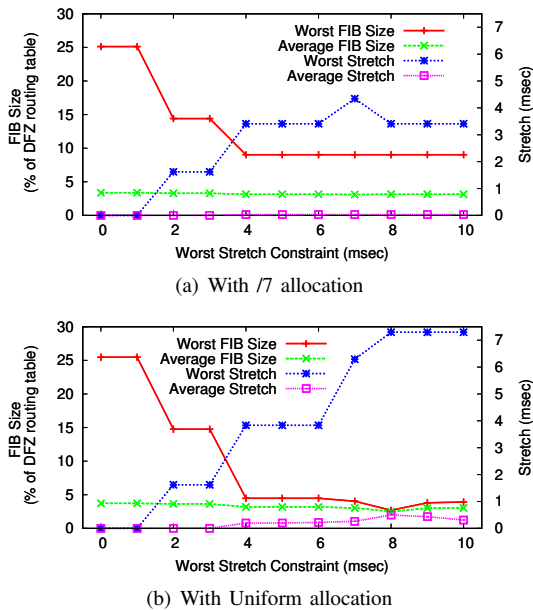 Worst FIB Size
Average FIB Size
Worst Stretch
Average Stretch
FIB Size
(% of DFZ routing table)
30
25
20
15
10
5
0
Stretch (msec)
7
6
5
4
3
2
1
0
0 2 4 6 8 10
Worst Stretch Constraint (msec)
(a) With /7 allocation
Worst FIB Size
Average FIB Size
Worst Stretch
Average Stretch
FIB Size
(% of DFZ routing table)
30
25
20
15
10
5
0
Stretch (msec)
7
6
5
4
3
2
1
0
0 2 4 6 8 10
Worst Stretch Constraint (msec)
(b) With Uniform allocation